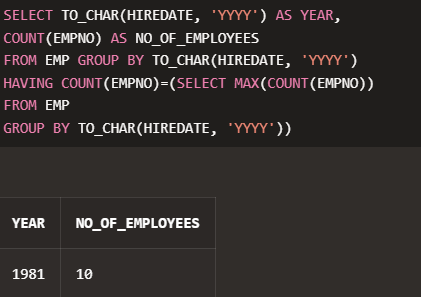 SELECT TO_CHAR(HIREDATE, 'YYYY') AS YEAR,
COUNT(EMPNO) AS NO_OF_EMPLOYEES
FROM EMP GROUP BY TO_CHAR(HIREDATE, 'YYYY')
HAVING COUNT(EMPNO)=(SELECT MAX(COUNT(EMPNO))
FROM EMP
GROUP BY TO_CHAR(HIREDATE, 'YYYY'))
YEAR NO_OF_EMPLOYEES
1981 10